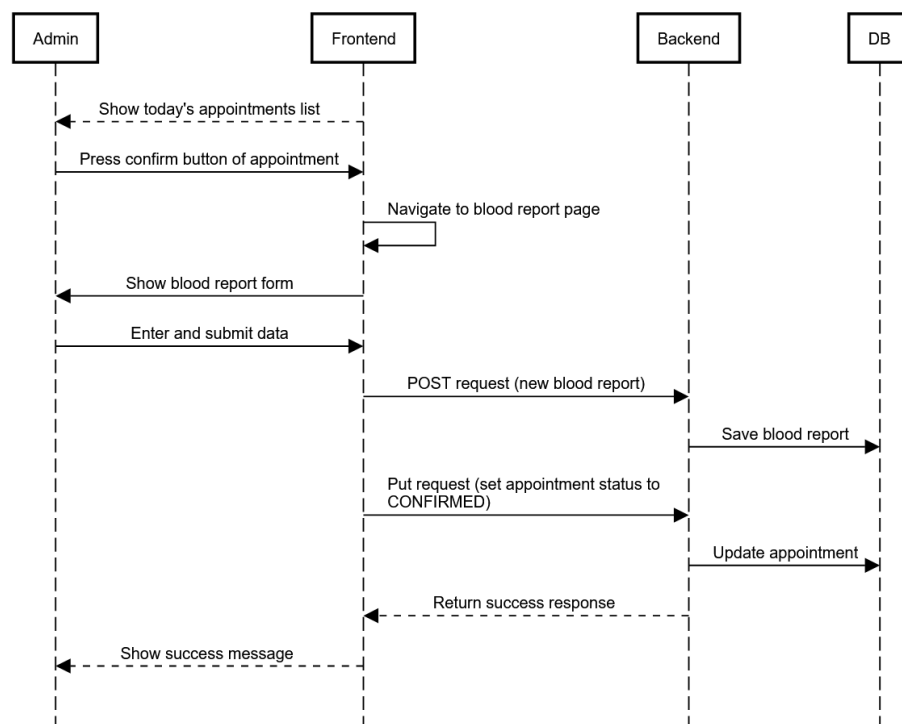 Admin
Frontend
Backend
DB
Show today's appointments list
Press confirm button of appointment
Navigate to blood report page
Show blood report form
Enter and submit data
POST request (new blood report)
Save blood report
Put request (set appointment status to
CONFIRMED)
Update appointment
Return success response
Show success message